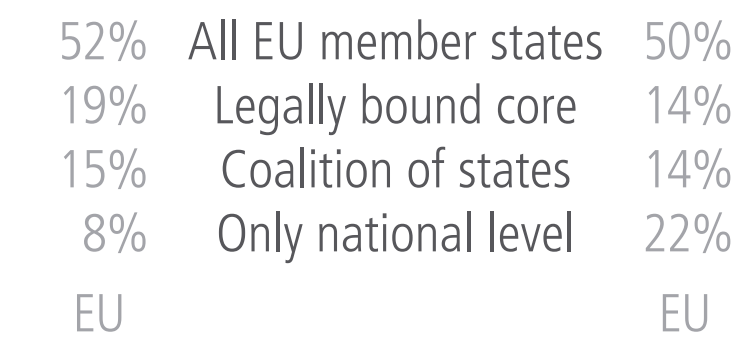 52% All EU member states 50%
19% Legally bound core 14%
15% Coalition of states 14%
8% Only national level 22%
EU EU